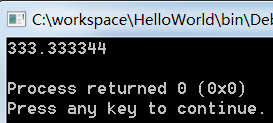 C:\workspace\HelloWorld\bin\Deb
333.333344
Process returned 0 (0x0)
Press any key to continue.